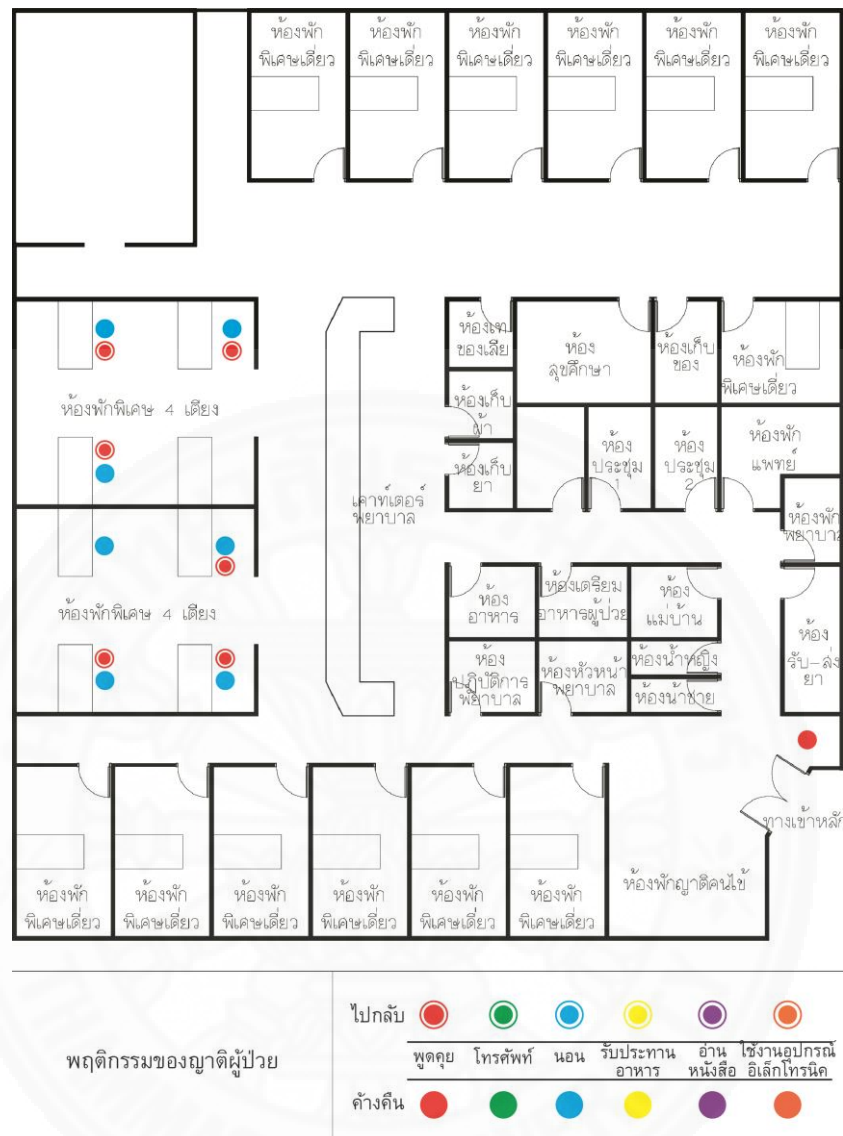 ห้องพัก ห้องพัก ห้องพัก ห้องพัก ห้องพัก ห้องพัก
พิเศษเดี่ยว พิเศษเดี่ยว พิเศษเดี่ยว พิเศษเดี่ยว พิเศษเดี่ยว พิเศษเดี่ยว
ห้องเท
ของเสีย
ห้อง
สุขศึกษา
ห้องเก็บ
ของ
ห้องพัก
พิเศษเดี่ยว
ห้องพักพิเศษ 4 เตียง
ห้องเก็บ
ผ้า
ห้องเก็บ
ยา
ห้อง
ประชุม
1
ห้อง
ประชุม
2
ห้องพัก
แพทย์
เคาท์เตอร์
พยาบาล
ห้องพัก
พยาบาล
ห้องพักพิเศษ 4 เตียง
ห้อง
อาหาร
ห้องเตรียม
อาหารผู้ป่วย
ห้อง
แม่บ้าน
ห้อง
รับ-ส่ง
ยา
ห้อง
ปฏิบัติการ
พยาบาล
ห้องหัวหน้า
พยาบาล
ห้องน้ำหญิง
ห้องน้ำชาย
ทางเข้าหลัก
ห้องพัก ห้องพัก ห้องพัก ห้องพัก ห้องพัก ห้องพัก
พิเศษเดี่ยว พิเศษเดี่ยว พิเศษเดี่ยว พิเศษเดี่ยว พิเศษเดี่ยว พิเศษเดี่ยว
ห้องพักญาติคนไข้
พฤติกรรมของญาติผู้ป่วย
ไปกลับ
พูดคุย
โทรศัพท์
นอน
รับประทาน
อาหาร
อ่าน
หนังสือ
ใช้งานอุปกรณ์
อิเล็กโทรนิค
ค้างคืน